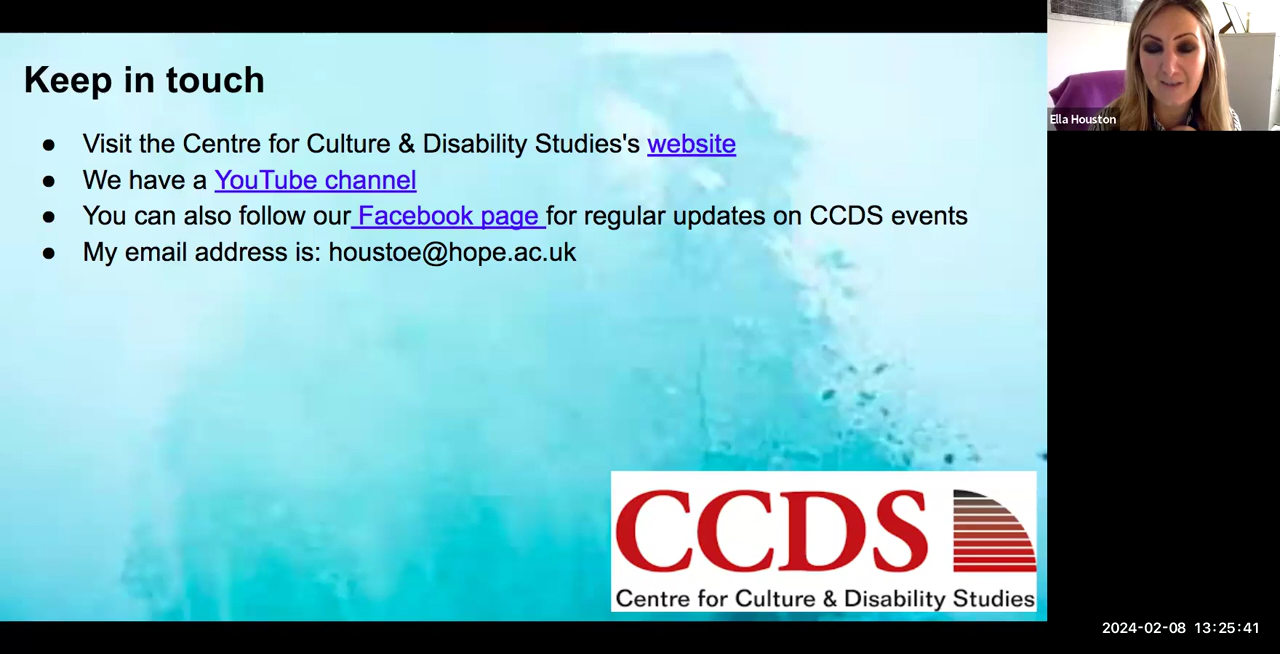 Keep in touch
● Visit the Centre for Culture & Disability Studies's website
● We have a YouTube channel
● You can also follow our Facebook page for regular updates on CCDS events
● My email address is: houstoe@hope.ac.uk
CCDS
Centre for Culture & Disability Studies
Ella Houston
2024-02-08 13:25:41